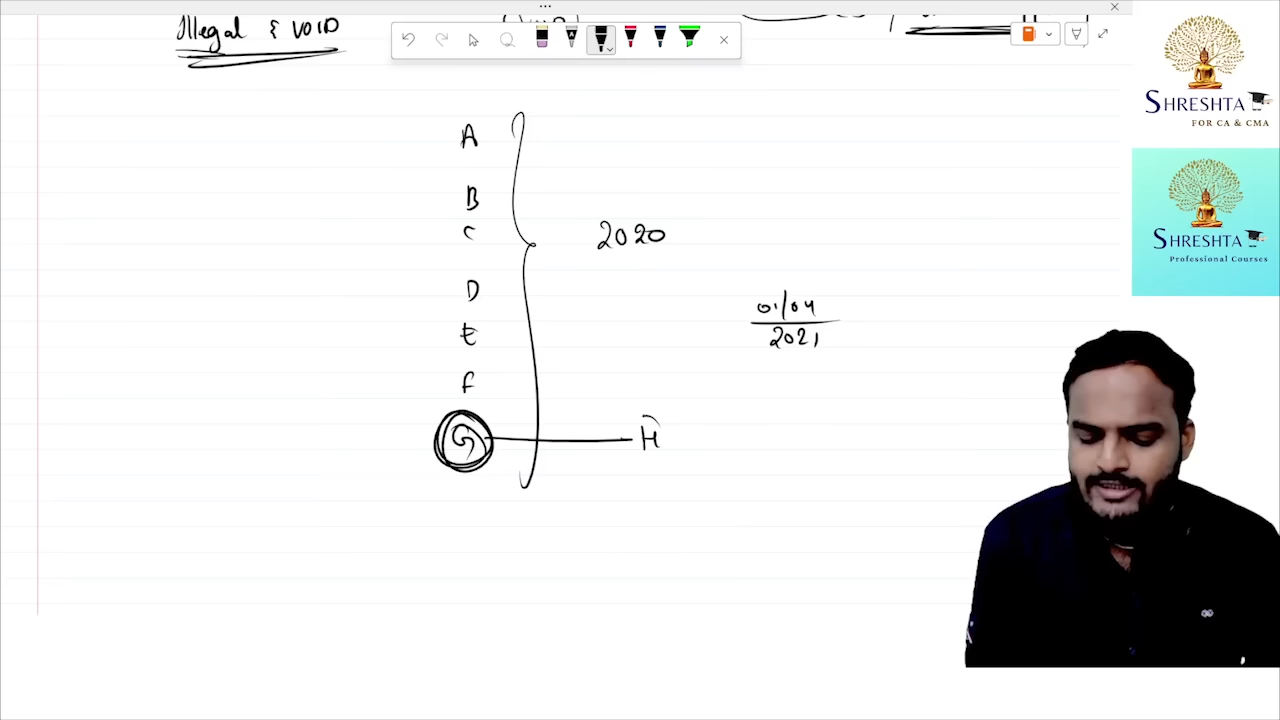 Illegal & VOID
A
B
C
D
E
F
G
H
2020
01/04
2021
SHRESHTA
FOR CA & CMA
SHRESHTA
Professional Courses